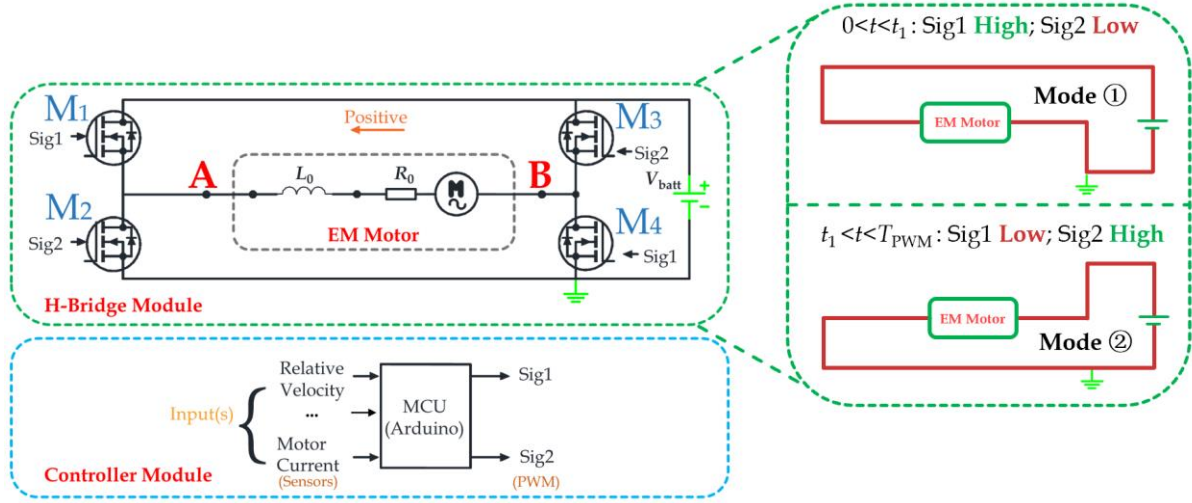 M1
Sig1
M2
Sig2
A
Positive
L0
R0
M
EM Motor
B
M3
Sig2
Vbatt
+
-
M4
Sig1
H-Bridge Module
Relative
Velocity
...
Motor
Current
(Sensors)
Input(s)
MCU
(Arduino)
Sig1
Sig2
(PWM)
Controller Module
0<t<t1: Sig1 High; Sig2 Low
Mode ①
EM Motor
t1<t<TPWM: Sig1 Low; Sig2 High
EM Motor
Mode ②